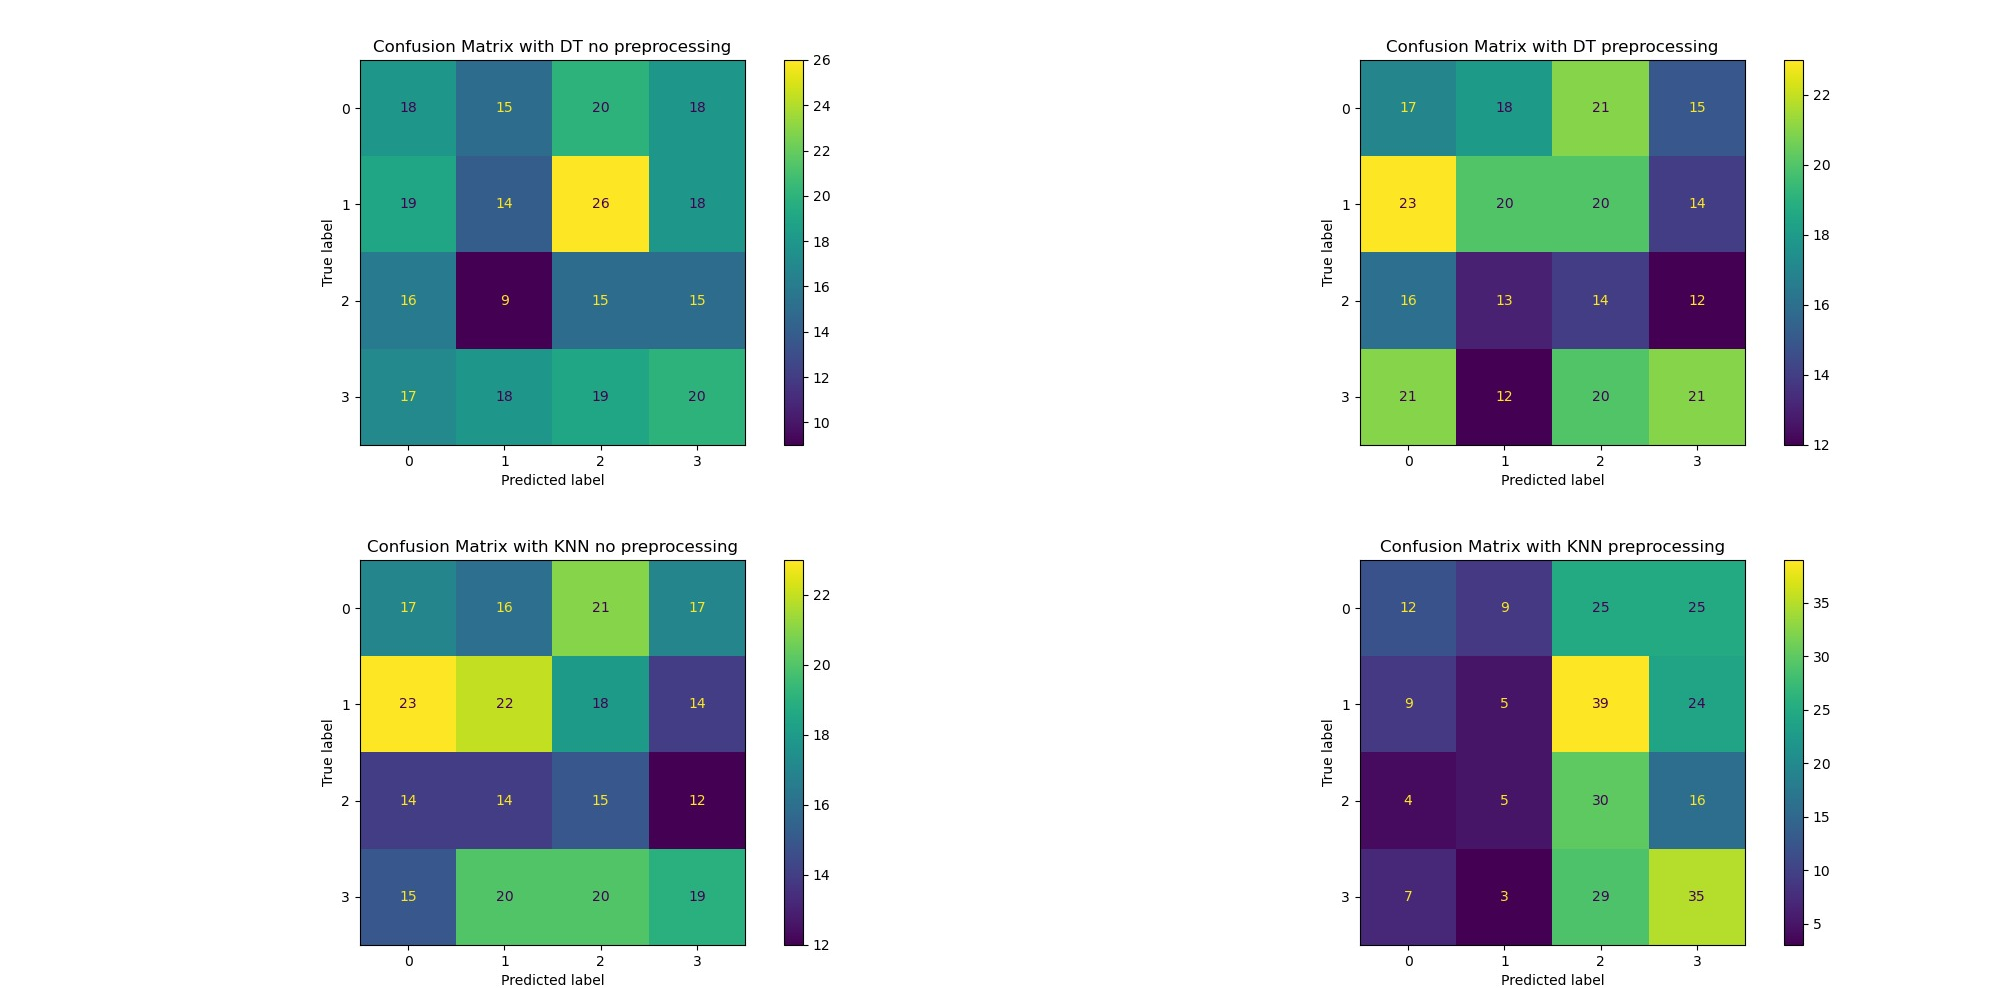 Confusion Matrix with DT no preprocessing
0 18 15 20 18
1 19 14 26 18
2 16 9 15 15
3 17 18 19 20
0 1 2 3
Predicted label
True label
26
24
22
20
18
16
14
12
10
Confusion Matrix with DT preprocessing
0 17 18 21 15
1 23 20 20 14
2 16 13 14 12
3 21 12 20 21
0 1 2 3
Predicted label
True label
22
20
18
16
14
12
Confusion Matrix with KNN no preprocessing
0 17 16 21 17
1 23 22 18 14
2 14 14 15 12
3 15 20 20 19
0 1 2 3
Predicted label
True label
22
20
18
16
14
12
Confusion Matrix with KNN preprocessing
0 12 9 25 25
1 9 5 39 24
2 4 5 30 16
3 7 3 29 35
0 1 2 3
Predicted label
True label
35
30
25
20
15
10
5